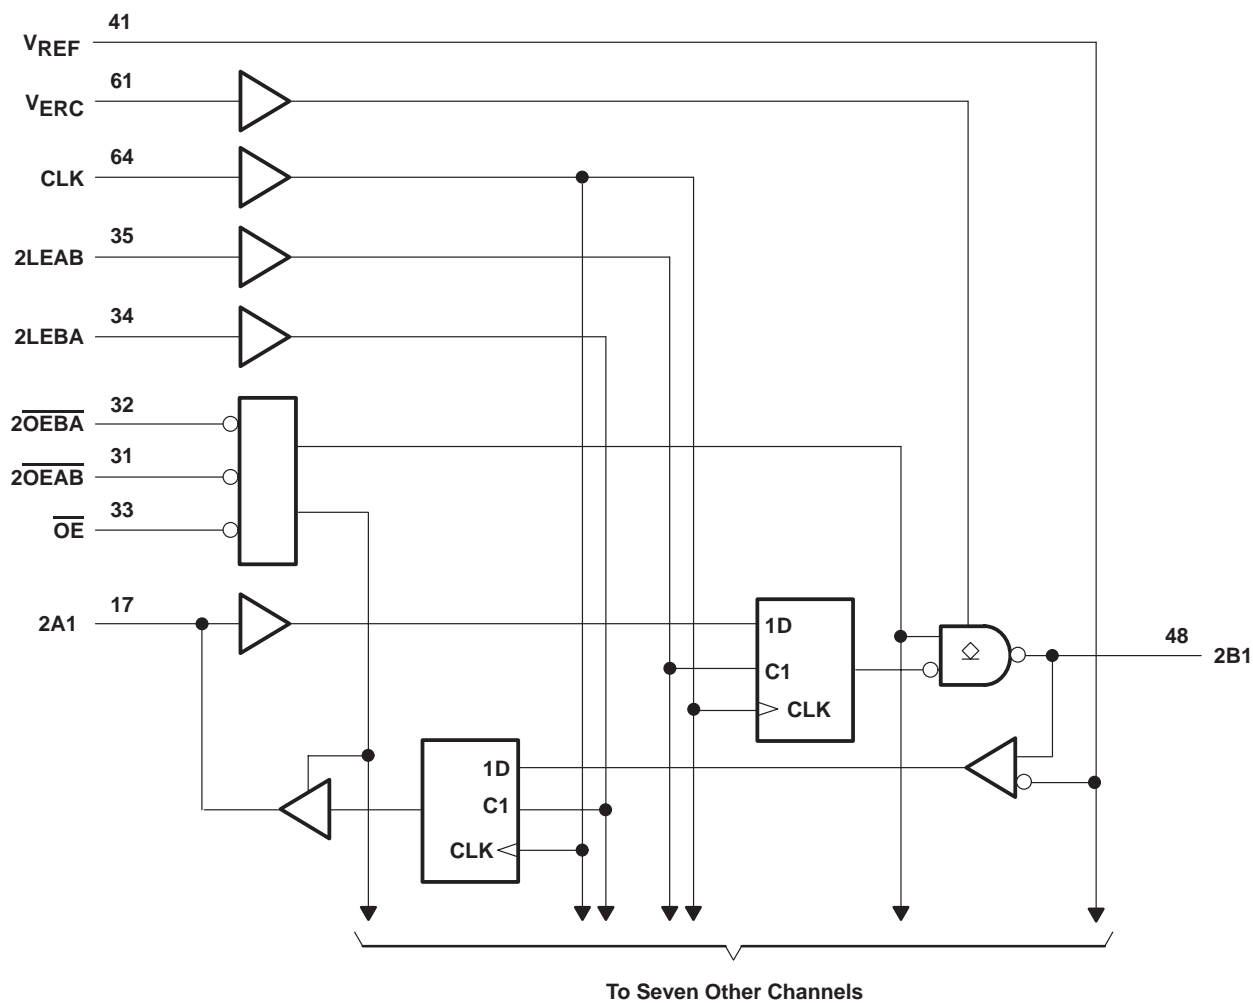 41
VREF
61
VERC
64
CLK
35
2LEAB
34
2LEBA
32
2OEBA
31
2OEAB
33
OE
17
2A1
1D
C1
CLK
48
2B1
1D
C1
CLK
To Seven Other Channels